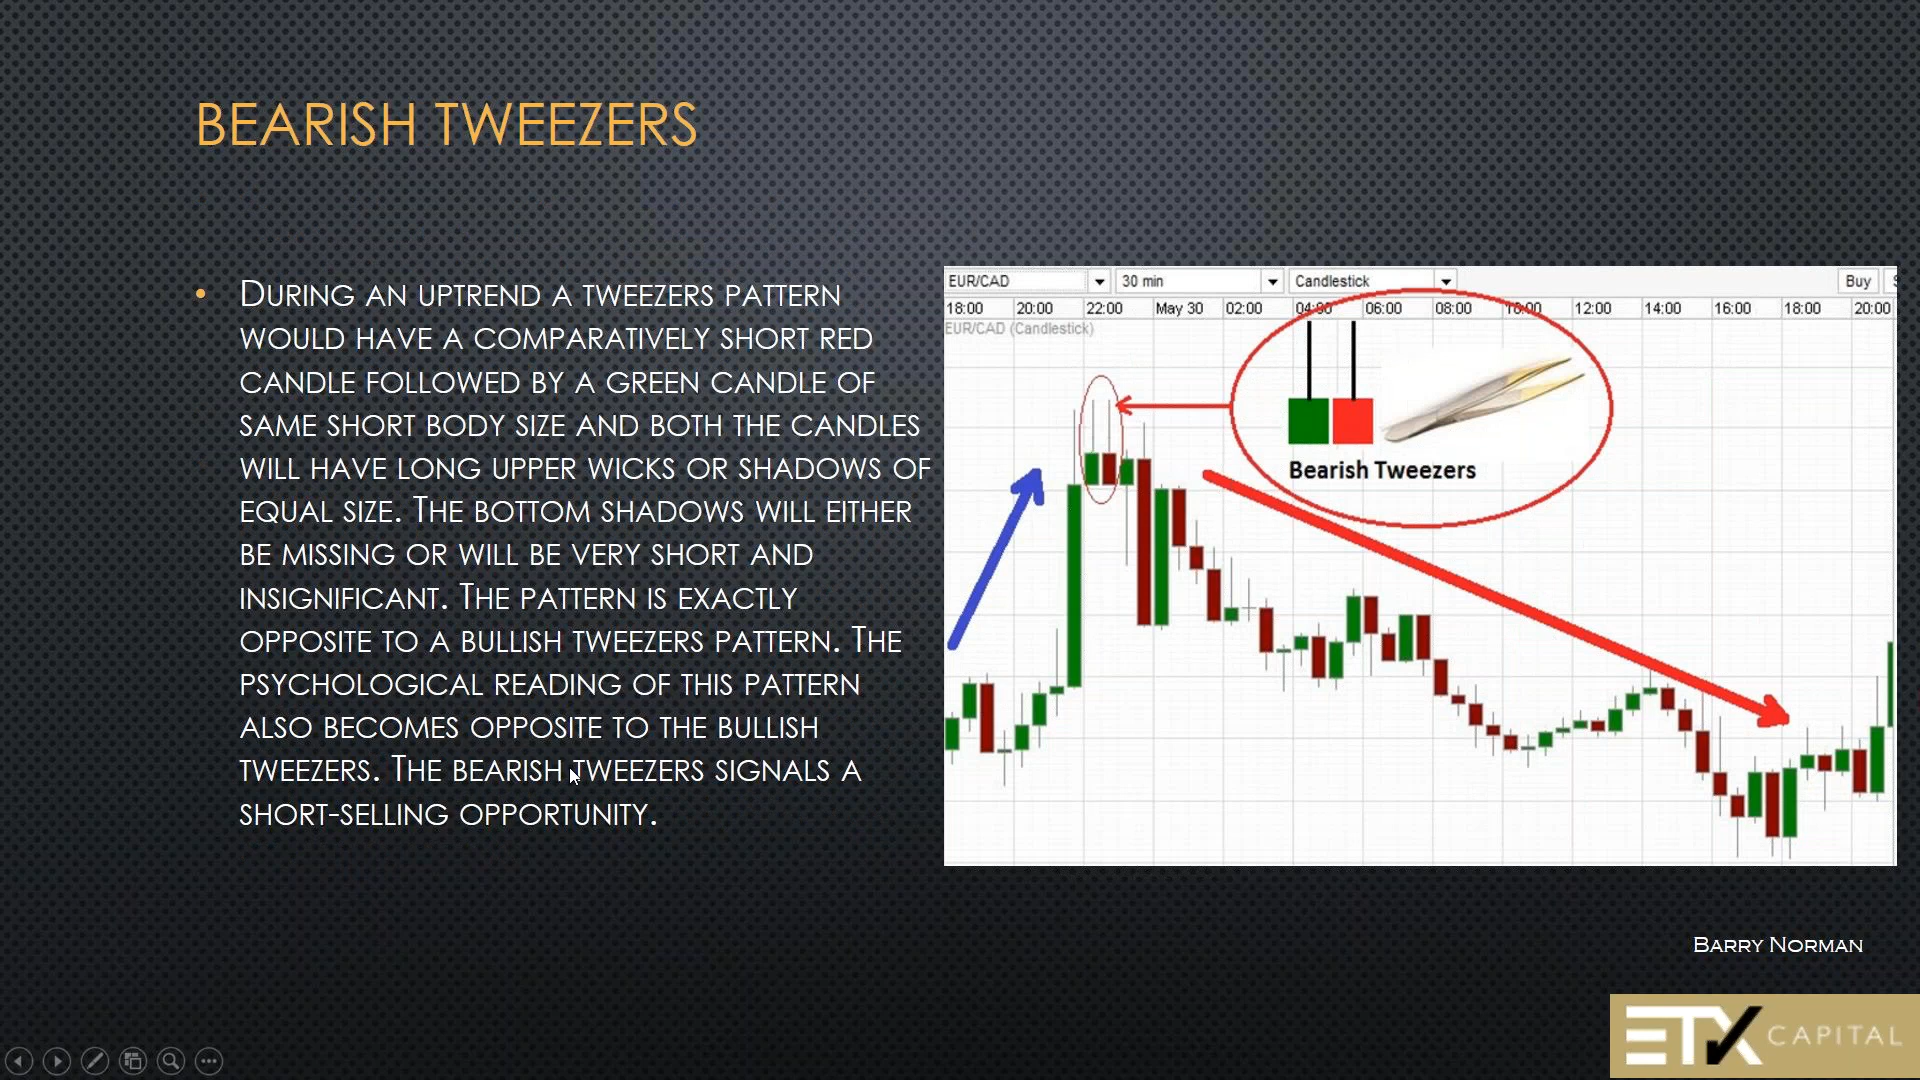 BEARISH TWEEZERS
• DURING AN UPTREND A TWEEZERS PATTERN
WOULD HAVE A COMPARATIVELY SHORT RED
CANDLE FOLLOWED BY A GREEN CANDLE OF
SAME SHORT BODY SIZE AND BOTH THE CANDLES
WILL HAVE LONG UPPER WICKS OR SHADOWS OF
EQUAL SIZE. THE BOTTOM SHADOWS WILL EITHER
BE MISSING OR WILL BE VERY SHORT AND
INSIGNIFICANT. THE PATTERN IS EXACTLY
OPPOSITE TO A BULLISH TWEEZERS PATTERN. THE
PSYCHOLOGICAL READING OF THIS PATTERN
ALSO BECOMES OPPOSITE TO THE BULLISH
TWEEZERS. THE BEARISH TWEEZERS SIGNALS A
SHORT-SELLING OPPORTUNITY.
EUR/CAD 30 min Candlestick Buy
18:00 20:00 22:00 May 30 02:00 04:00 06:00 08:00 10:00 12:00 14:00 16:00 18:00 20:00
EUR/CAD (Candlestick)
Bearish Tweezers
BARRY NORMAN
ETX CAPITAL